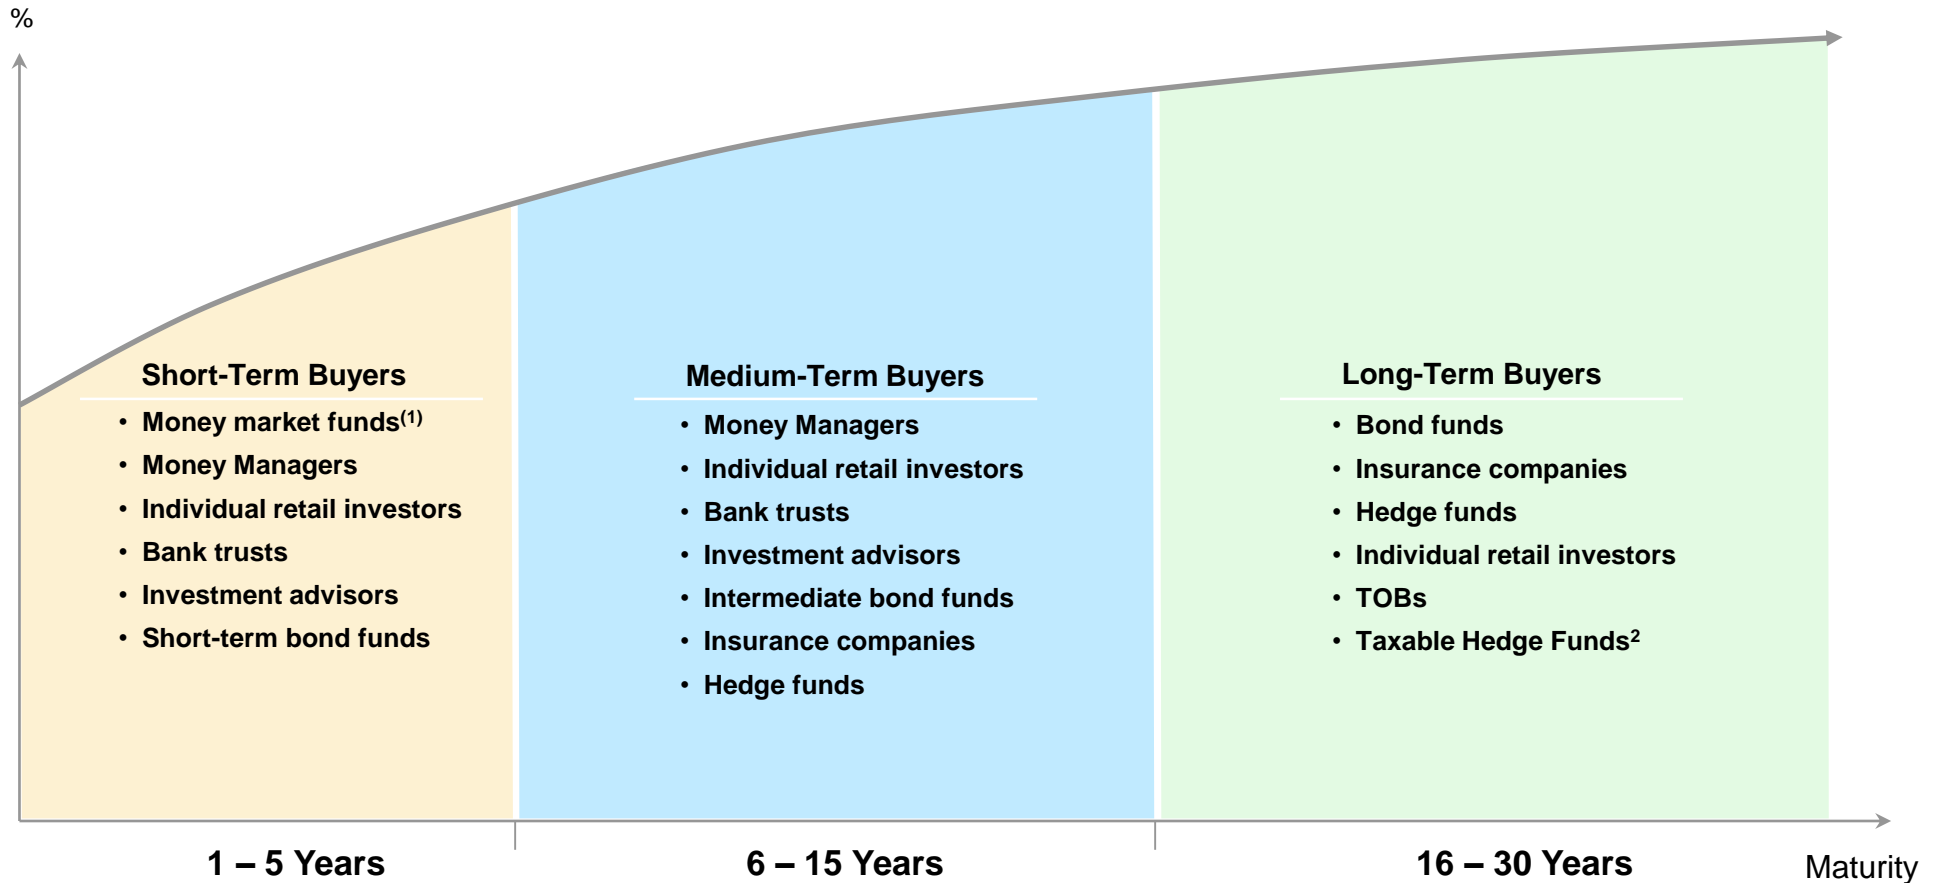 %
Short-Term Buyers
• Money market funds(1)
• Money Managers
• Individual retail investors
• Bank trusts
• Investment advisors
• Short-term bond funds
Medium-Term Buyers
• Money Managers
• Individual retail investors
• Bank trusts
• Investment advisors
• Intermediate bond funds
• Insurance companies
• Hedge funds
Long-Term Buyers
• Bond funds
• Insurance companies
• Hedge funds
• Individual retail investors
• TOBs
• Taxable Hedge Funds2
1 – 5 Years
6 – 15 Years
16 – 30 Years
Maturity